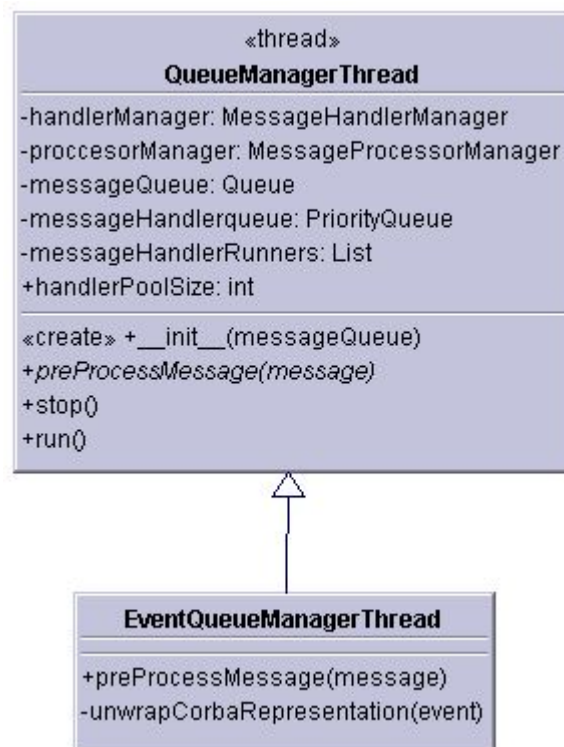 «thread»
QueueManagerThread
-handlerManager: MessageHandlerManager
-proccesorManager: MessageProcessorManager
-messageQueue: Queue
-messageHandlerqueue: PriorityQueue
-messageHandlerRunners: List
+handlerPoolSize: int
«create» +__init__(messageQueue)
+preProcessMessage(message)
+stop()
+run()
EventQueueManagerThread
+preProcessMessage(message)
-unwrapCorbaRepresentation(event)